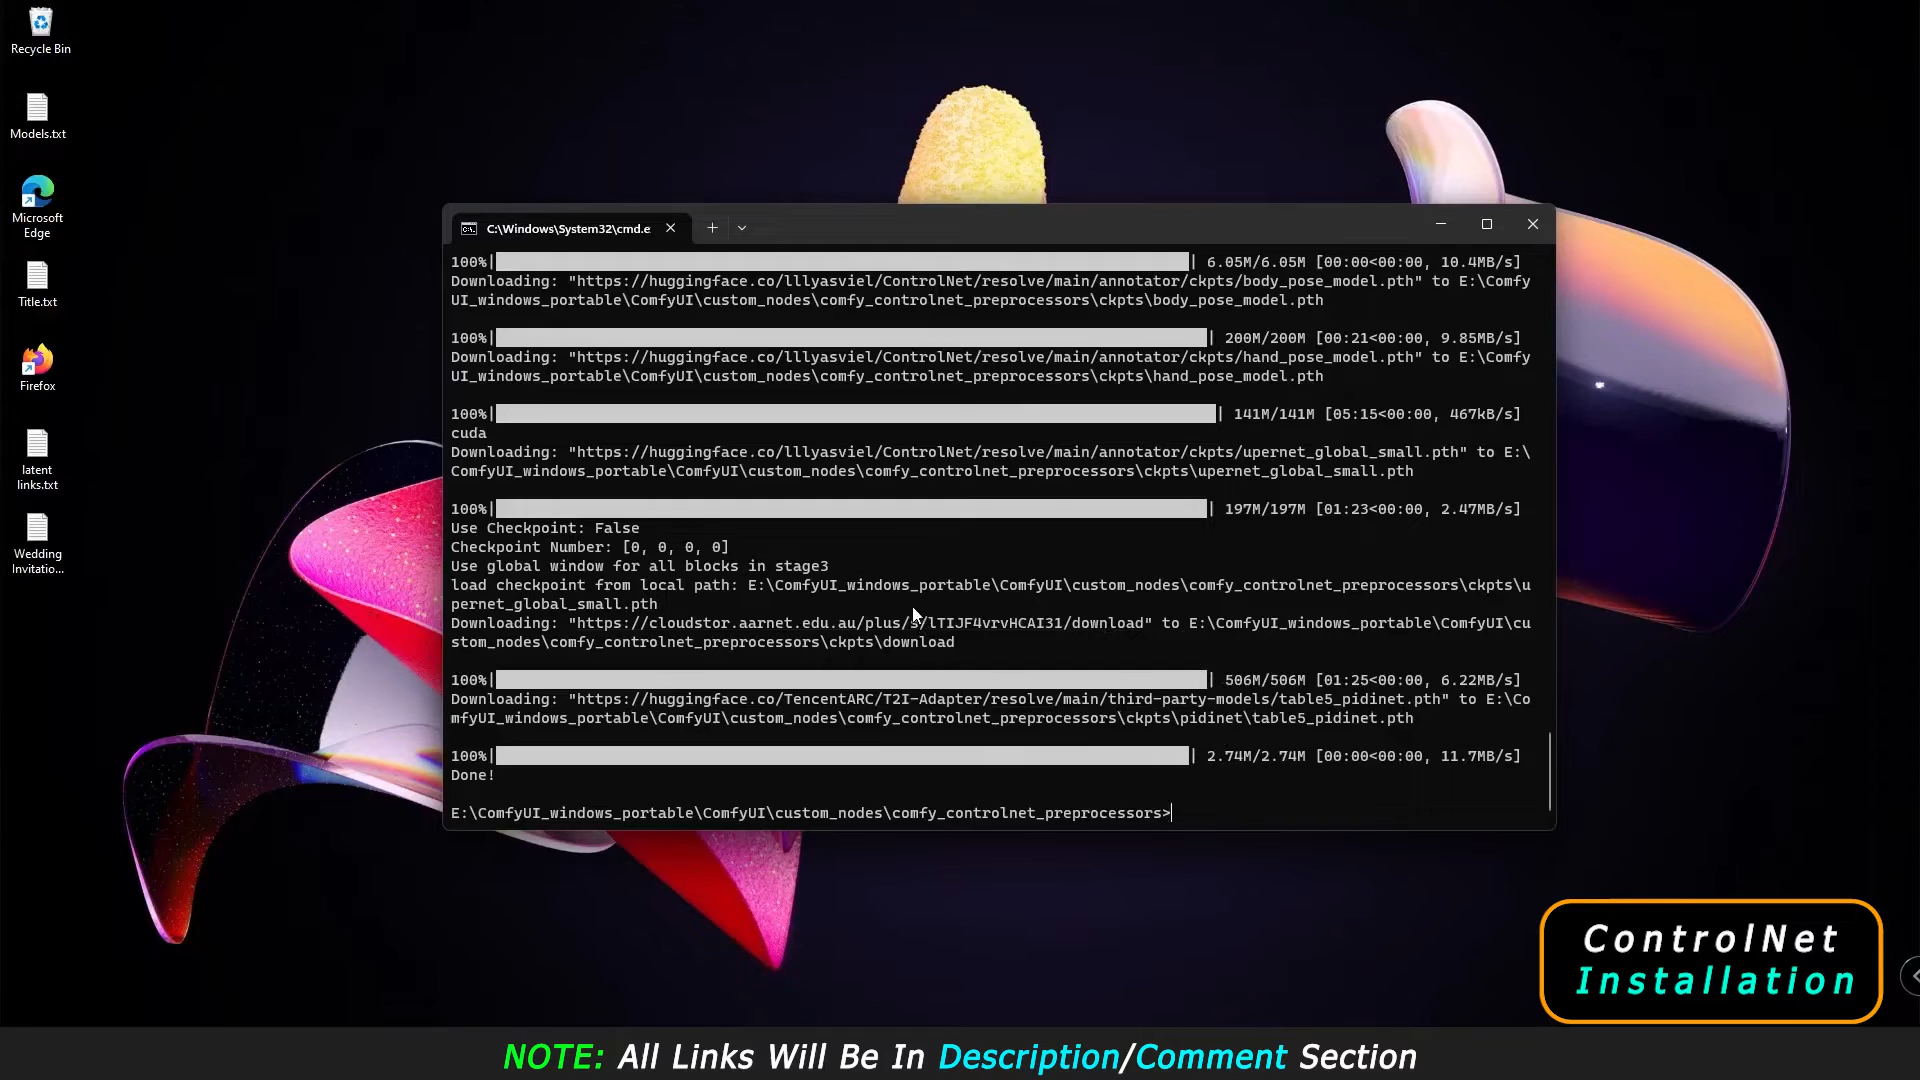 Recycle Bin
Models.txt
Microsoft
Edge
Title.txt
Firefox
latent
links.txt
Wedding
Invitatio...
C:\Windows\System32\cmd.e
100%| | 6.05M/6.05M [00:00<00:00, 10.4MB/s]
Downloading: "https://huggingface.co/lllyasviel/ControlNet/resolve/main/annotator/ckpts/body_pose_model.pth" to E:\Comfy
UI_windows_portable\ComfyUI\custom_nodes\comfy_controlnet_preprocessors\ckpts\body_pose_model.pth
100%| | 200M/200M [00:21<00:00, 9.85MB/s]
Downloading: "https://huggingface.co/lllyasviel/ControlNet/resolve/main/annotator/ckpts/hand_pose_model.pth" to E:\Comfy
UI_windows_portable\ComfyUI\custom_nodes\comfy_controlnet_preprocessors\ckpts\hand_pose_model.pth
100%| | 141M/141M [05:15<00:00, 467kB/s]
cuda
Downloading: "https://huggingface.co/lllyasviel/ControlNet/resolve/main/annotator/ckpts/upernet_global_small.pth" to E:\
ComfyUI_windows_portable\ComfyUI\custom_nodes\comfy_controlnet_preprocessors\ckpts\upernet_global_small.pth
100%| | 197M/197M [01:23<00:00, 2.47MB/s]
Use Checkpoint: False
Checkpoint Number: [0, 0, 0, 0]
Use global window for all blocks in stage3
load checkpoint from local path: E:\ComfyUI_windows_portable\ComfyUI\custom_nodes\comfy_controlnet_preprocessors\ckpts\u
pernet_global_small.pth
Downloading: "https://cloudstor.aarnet.edu.au/plus/s/lTIJF4vrvHCAI31/download" to E:\ComfyUI_windows_portable\ComfyUI\cu
stom_nodes\comfy_controlnet_preprocessors\ckpts\download
100%| | 506M/506M [01:25<00:00, 6.22MB/s]
Downloading: "https://huggingface.co/TencentARC/T2I-Adapter/resolve/main/third-party-models/table5_pidinet.pth" to E:\Co
mfyUI_windows_portable\ComfyUI\custom_nodes\comfy_controlnet_preprocessors\ckpts\pidinet\table5_pidinet.pth
100%| | 2.74M/2.74M [00:00<00:00, 11.7MB/s]
Done!
E:\ComfyUI_windows_portable\ComfyUI\custom_nodes\comfy_controlnet_preprocessors>
ControlNet
Installation
NOTE: All Links Will Be In Description/Comment Section